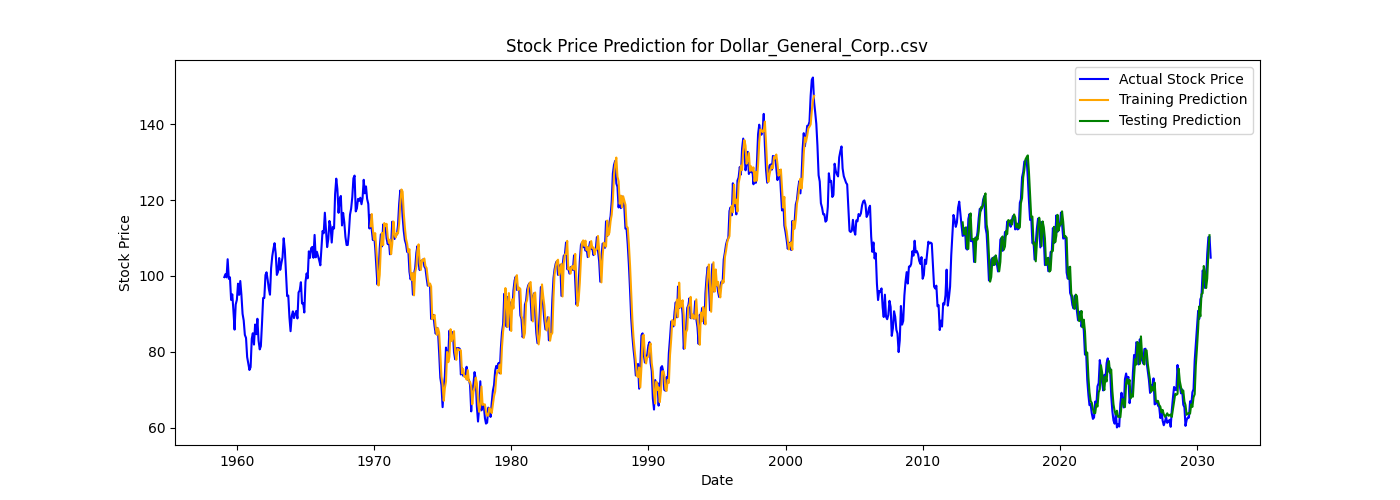 Stock Price Prediction for Dollar_General_Corp..csv
Actual Stock Price
Training Prediction
Testing Prediction
Stock Price
140
120
100
80
60
1960 1970 1980 1990 2000 2010 2020 2030
Date